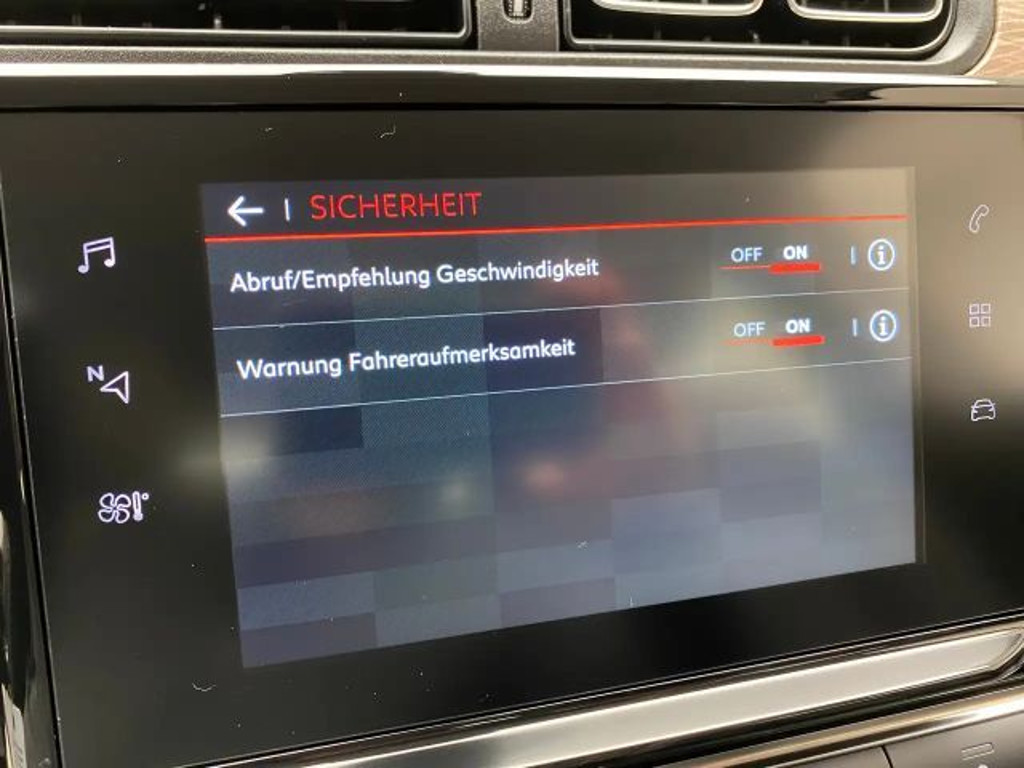 SICHERHEIT
Abruf/Empfehlung Geschwindigkeit OFF ON
Warnung Fahreraufmerksamkeit OFF ON
N